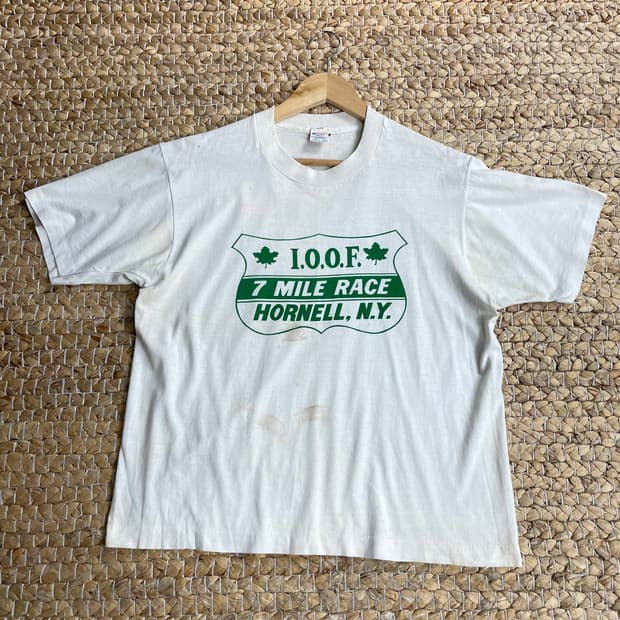 I.O.O.F.
7 MILE RACE
HORNELL, N.Y.